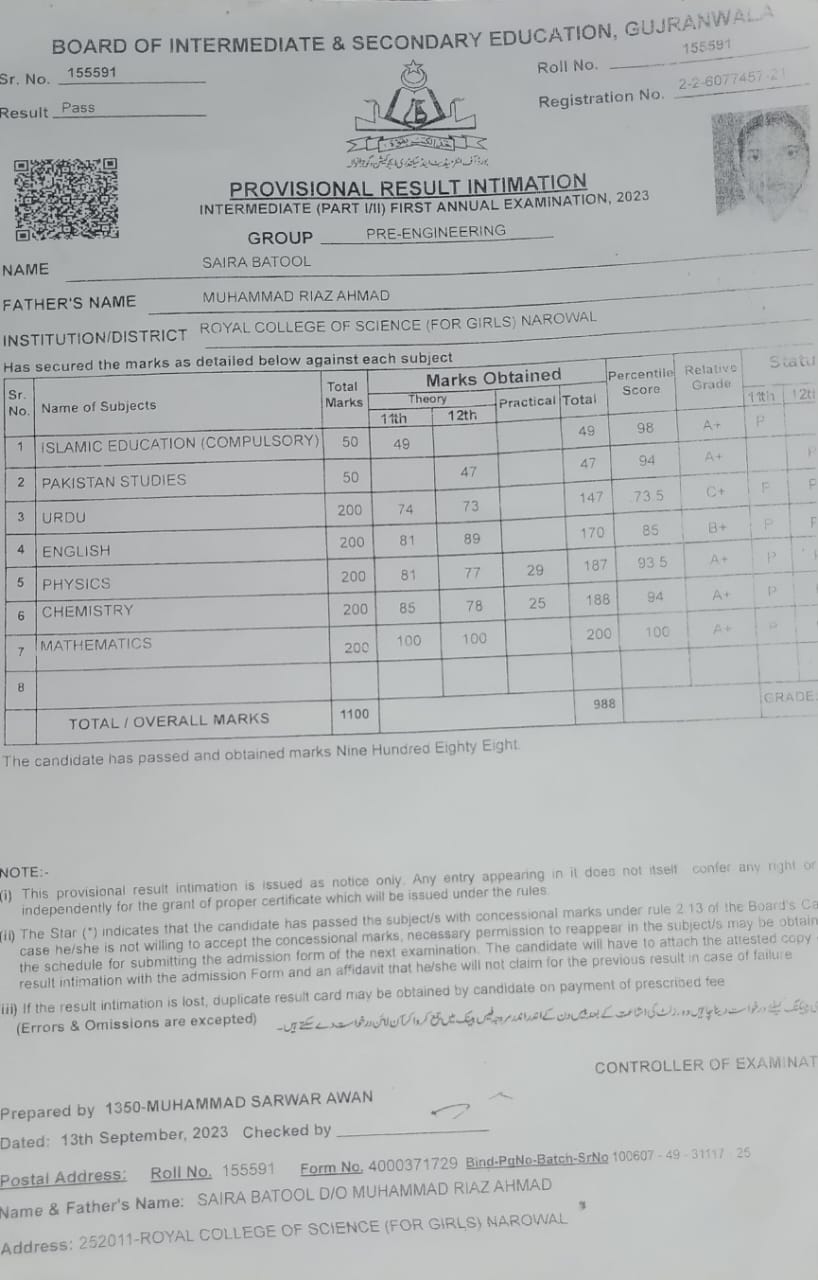 BOARD OF INTERMEDIATE & SECONDARY EDUCATION, GUJRANWALA
Sr. No. 155591
Roll No. 155591
Result Pass
Registration No. 2-2-6077457-21
PROVISIONAL RESULT INTIMATION
INTERMEDIATE (PART I/II) FIRST ANNUAL EXAMINATION, 2023
GROUP PRE-ENGINEERING
NAME SAIRA BATOOL
FATHER'S NAME MUHAMMAD RIAZ AHMAD
INSTITUTION/DISTRICT ROYAL COLLEGE OF SCIENCE (FOR GIRLS) NAROWAL
Has secured the marks as detailed below against each subject
Sr. No. Name of Subjects Total Marks Marks Obtained Percentile Score Relative Grade Statu
Theory Practical Total
11th 12th 11th 12t
1 ISLAMIC EDUCATION (COMPULSORY) 50 49 49 98 A+ P
2 PAKISTAN STUDIES 50 47 47 94 A+ P
3 URDU 200 74 73 147 73.5 C+ P P
4 ENGLISH 200 81 89 170 85 B+ P P
5 PHYSICS 200 81 77 29 187 93.5 A+ P
6 CHEMISTRY 200 85 78 25 188 94 A+ P
7 MATHEMATICS 200 100 100 200 100 A+ P
8
TOTAL / OVERALL MARKS 1100 988 GRADE:
The candidate has passed and obtained marks Nine Hundred Eighty Eight.
NOTE:-
(i) This provisional result intimation is issued as notice only. Any entry appearing in it does not itself confer any right or
independently for the grant of proper certificate which will be issued under the rules.
(ii) The Star (*) indicates that the candidate has passed the subject/s with concessional marks under rule 2.13 of the Board's Ca
case he/she is not willing to accept the concessional marks, necessary permission to reappear in the subject/s may be obtain
the schedule for submitting the admission form of the next examination. The candidate will have to attach the attested copy
result intimation with the admission Form and an affidavit that he/she will not claim for the previous result in case of failure
iii) If the result intimation is lost, duplicate result card may be obtained by candidate on payment of prescribed fee
(Errors & Omissions are excepted)
CONTROLLER OF EXAMINAT
Prepared by 1350-MUHAMMAD SARWAR AWAN
Dated: 13th September, 2023 Checked by
Postal Address: Roll No. 155591 Form No. 4000371729 Bind-PgNo-Batch-SrNo 100607 - 49 - 31117 - 25
Name & Father's Name: SAIRA BATOOL D/O MUHAMMAD RIAZ AHMAD
Address: 252011-ROYAL COLLEGE OF SCIENCE (FOR GIRLS) NAROWAL